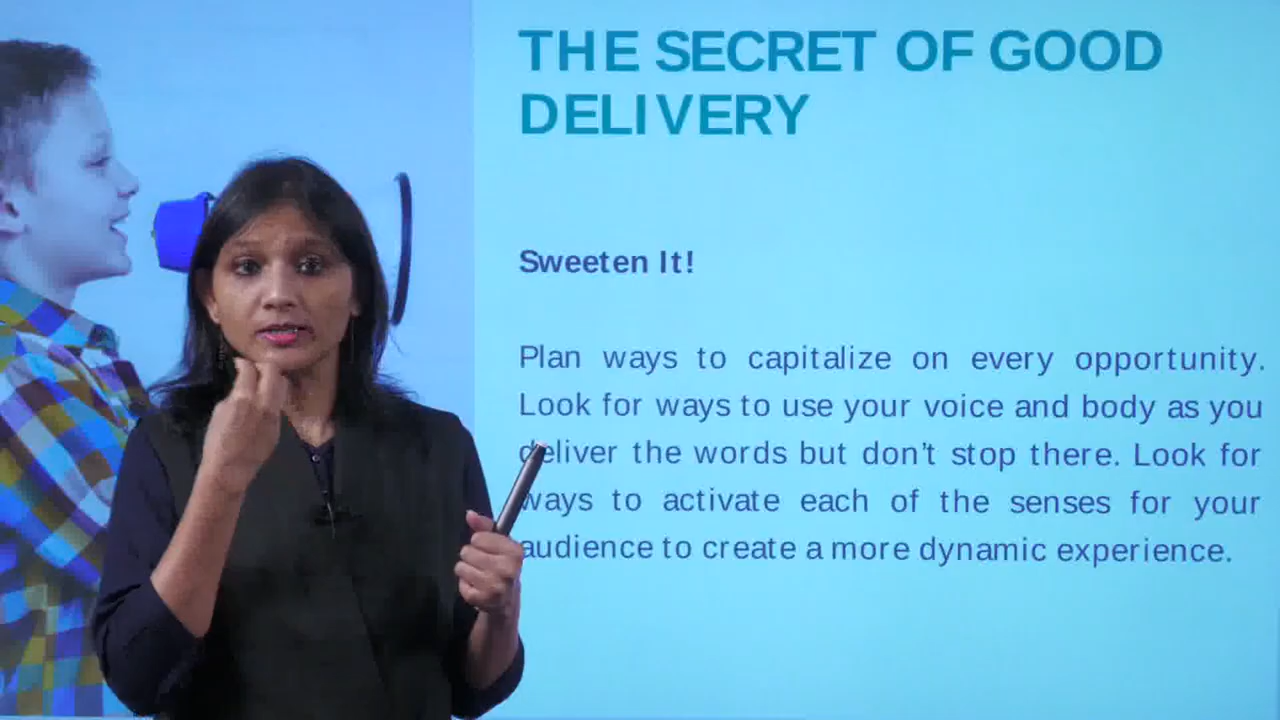 THE SECRET OF GOOD
DELIVERY
Sweeten It!
Plan ways to capitalize on every opportunity.
Look for ways to use your voice and body as you
deliver the words but don't stop there. Look for
ways to activate each of the senses for your
audience to create a more dynamic experience.